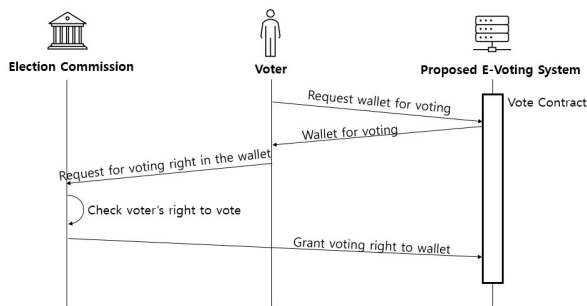 Election Commission
Voter
Proposed E-Voting System
Vote Contract
Request wallet for voting
Wallet for voting
Request for voting right in the wallet
Check voter's right to vote
Grant voting right to wallet